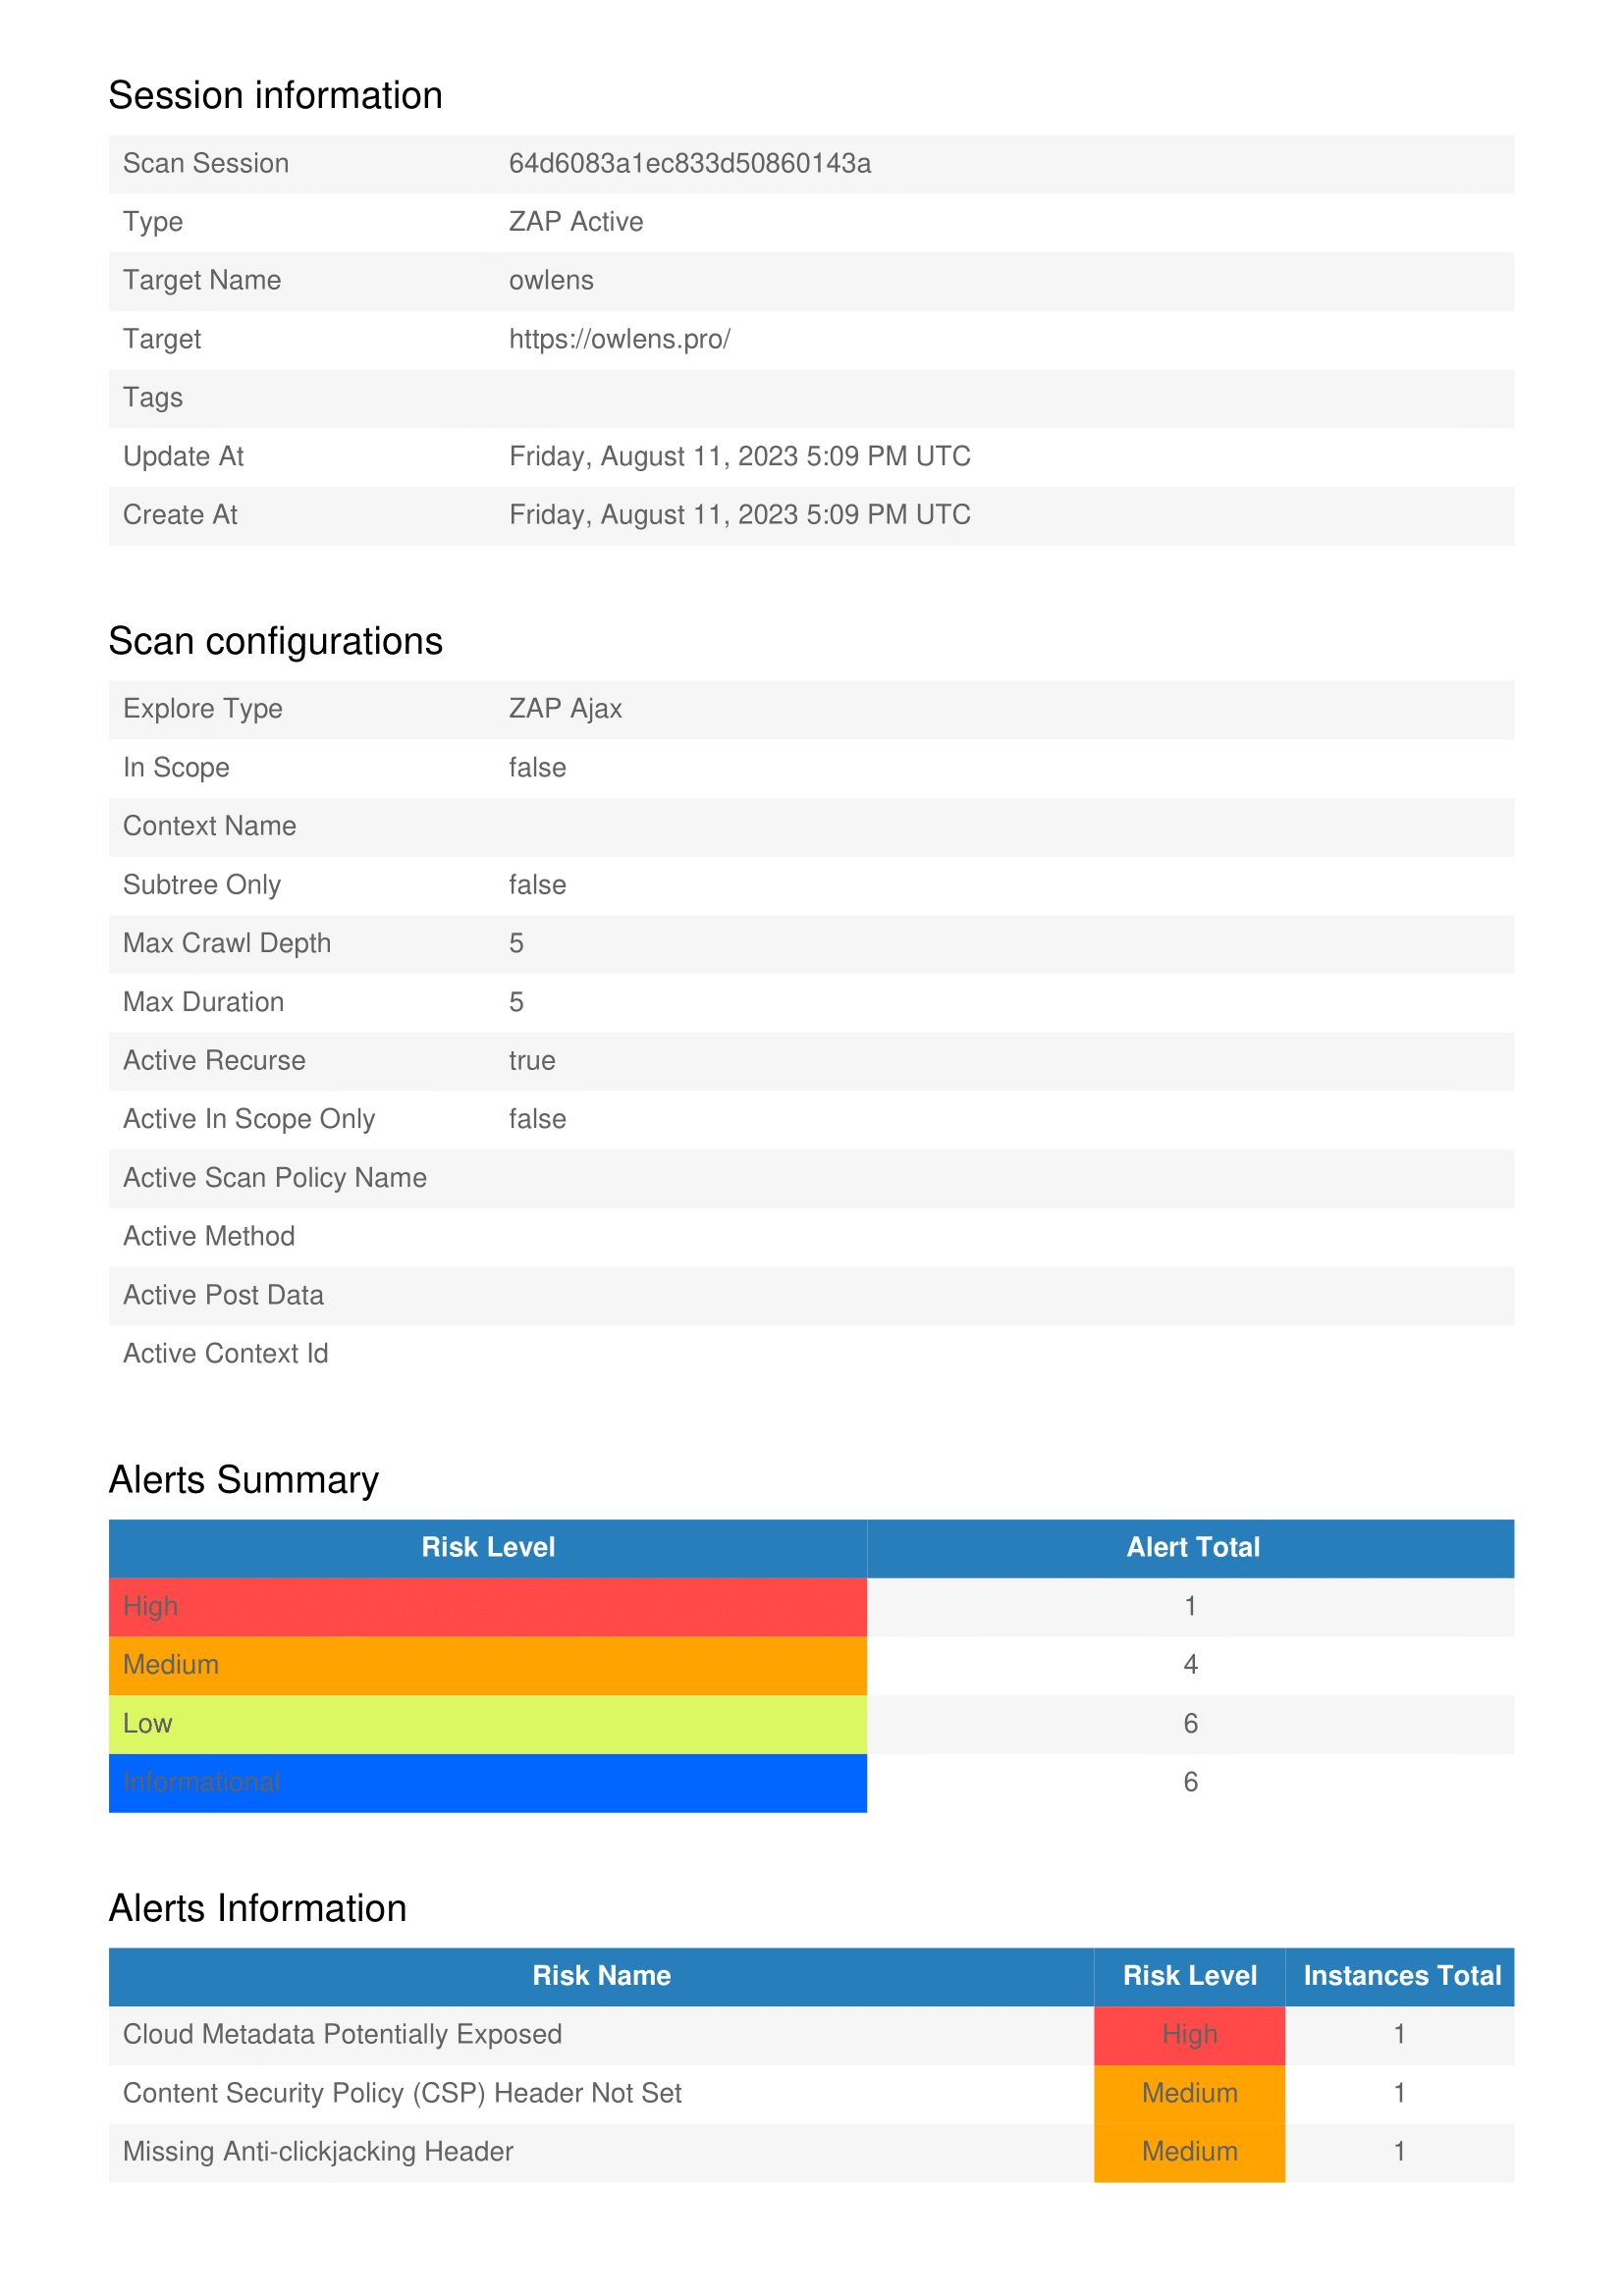 Session information
Scan Session 64d6083a1ec833d50860143a
Type ZAP Active
Target Name owlens
Target https://owlens.pro/
Tags
Update At Friday, August 11, 2023 5:09 PM UTC
Create At Friday, August 11, 2023 5:09 PM UTC
Scan configurations
Explore Type ZAP Ajax
In Scope false
Context Name
Subtree Only false
Max Crawl Depth 5
Max Duration 5
Active Recurse true
Active In Scope Only false
Active Scan Policy Name
Active Method
Active Post Data
Active Context Id
Alerts Summary
Risk Level Alert Total
High 1
Medium 4
Low 6
Informational 6
Alerts Information
Risk Name Risk Level Instances Total
Cloud Metadata Potentially Exposed High 1
Content Security Policy (CSP) Header Not Set Medium 1
Missing Anti-clickjacking Header Medium 1